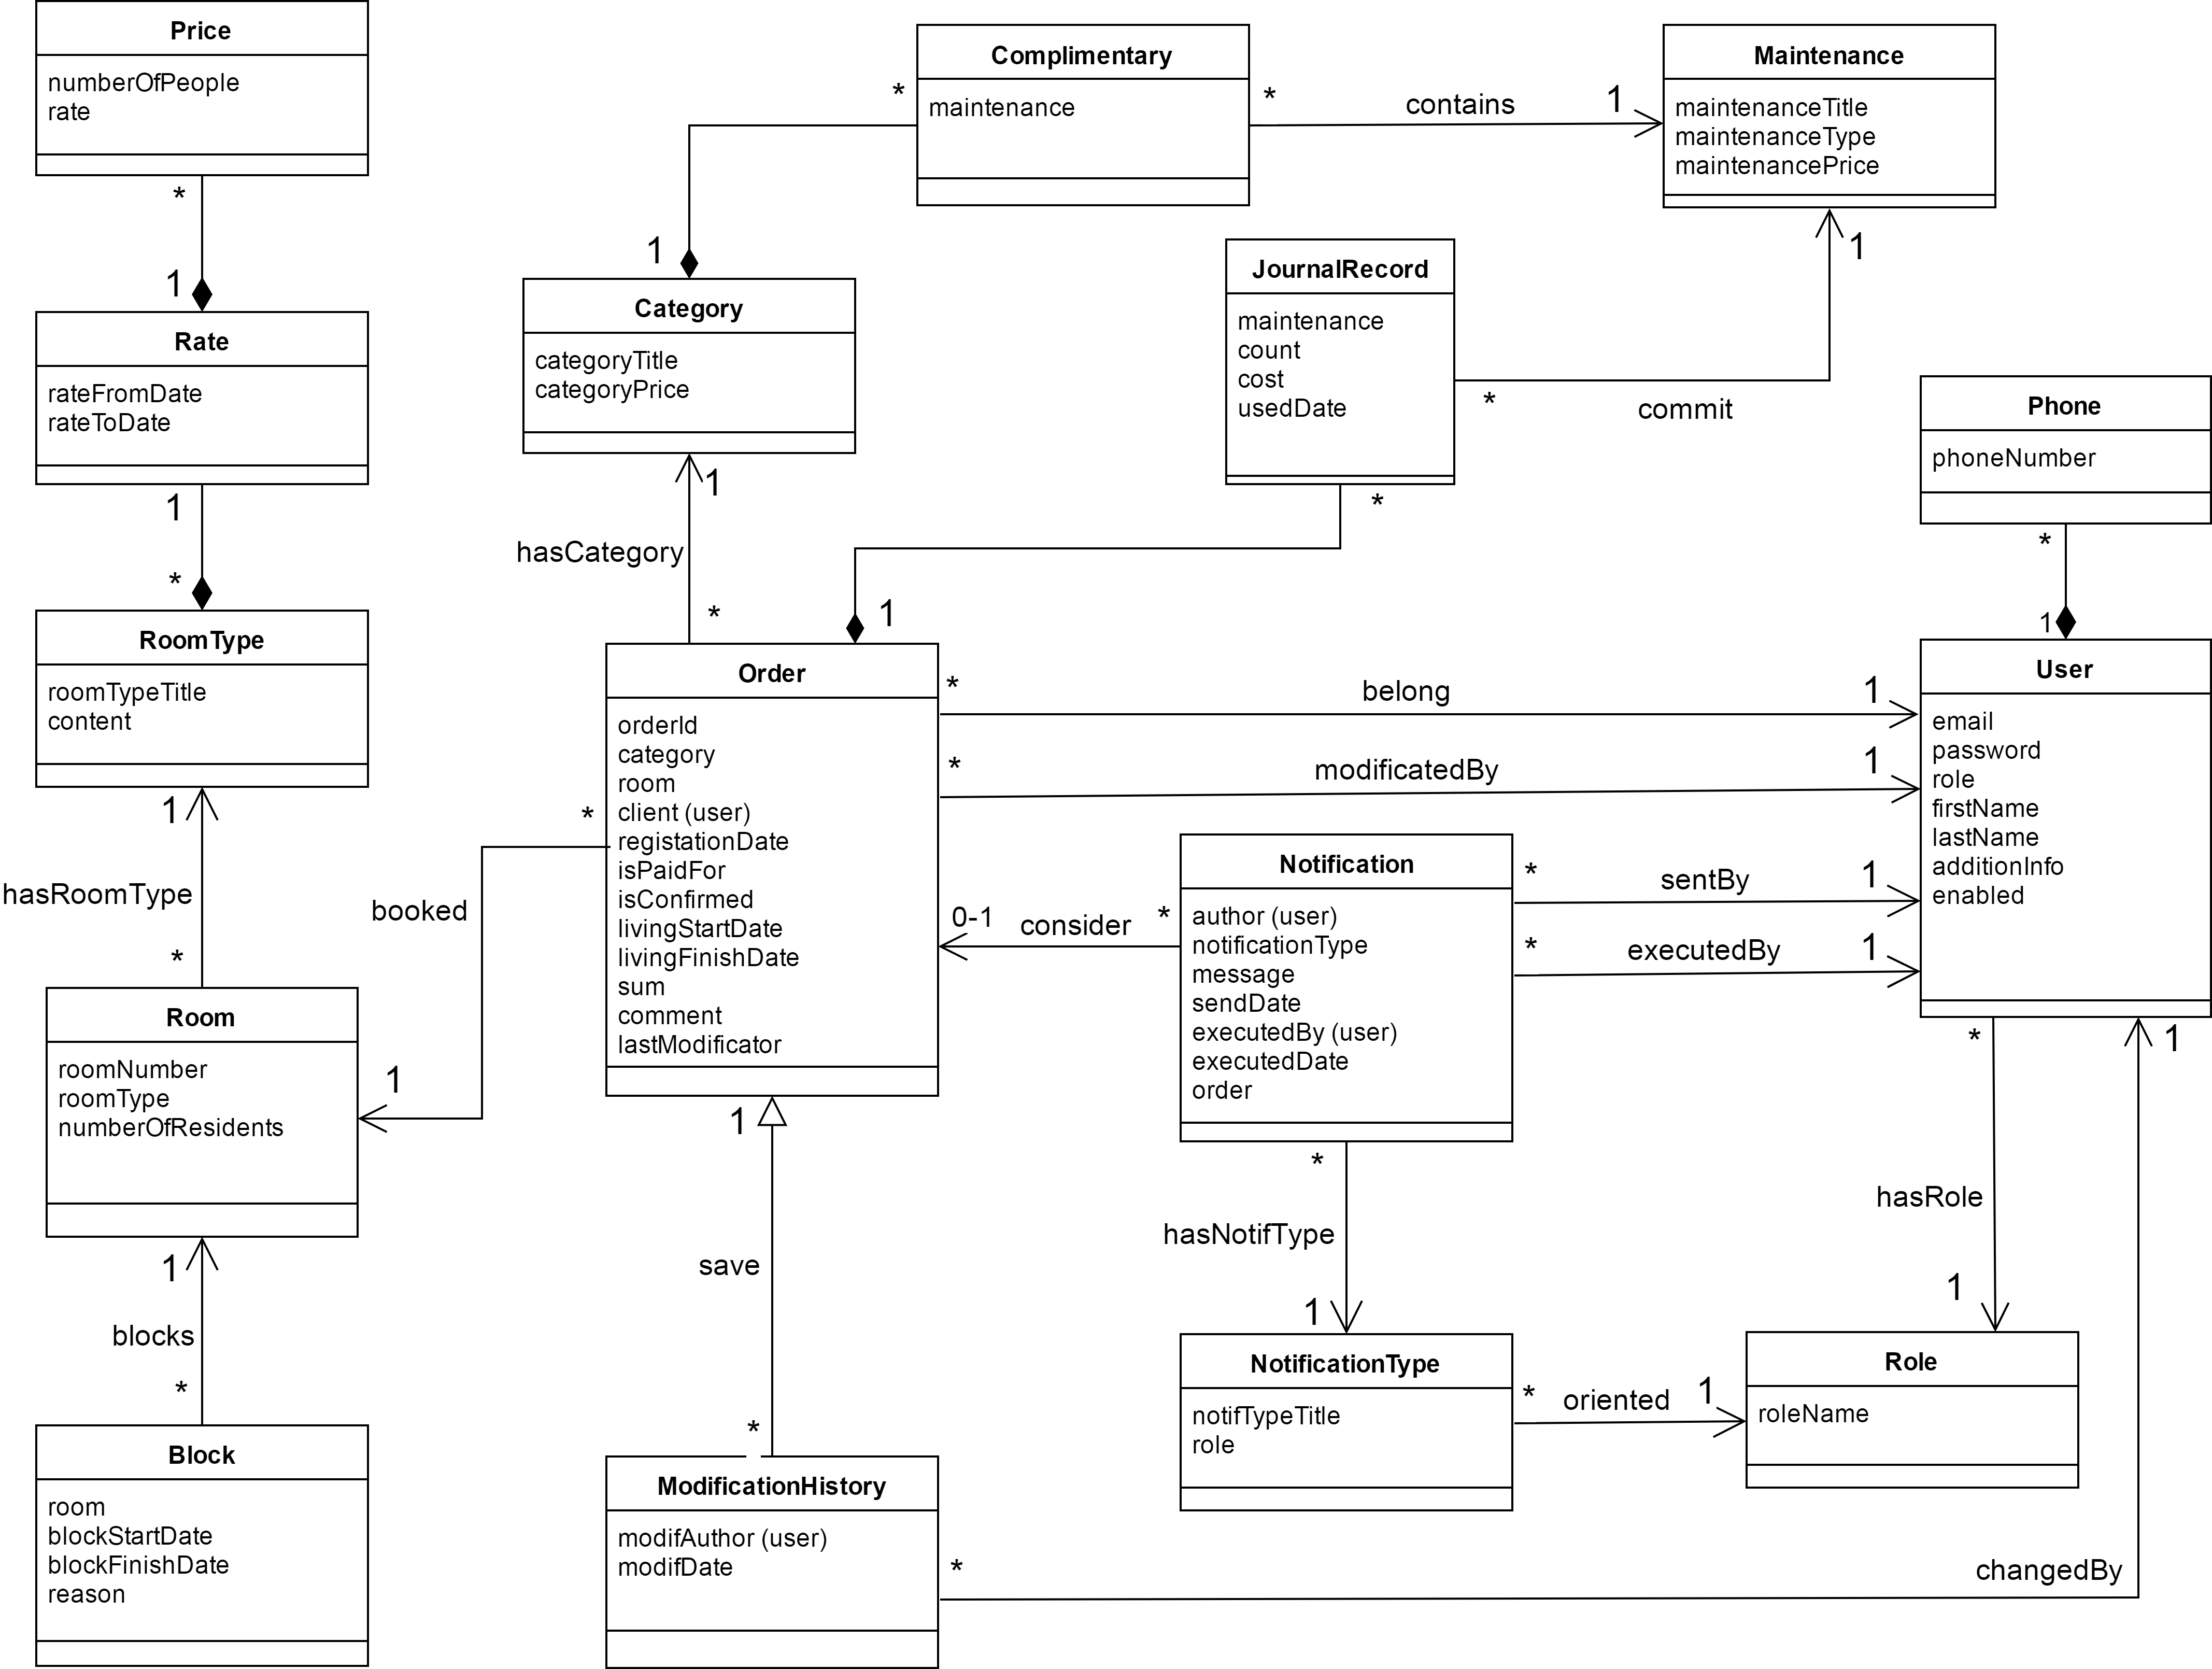 Price
numberOfPeople
rate
*
1
Rate
rateFromDate
rateToDate
1
*
RoomType
roomTypeTitle
content
1
hasRoomType
*
Room
roomNumber
roomType
numberOfResidents
1
blocks
*
Block
room
blockStartDate
blockFinishDate
reason
Complimentary
maintenance
*
*
contains
1
Maintenance
maintenanceTitle
maintenanceType
maintenancePrice
1
1
Category
categoryTitle
categoryPrice
1
hasCategory
*
JournalRecord
maintenance
count
cost
usedDate
*
commit
*
1
Phone
phoneNumber
*
1
Order
orderId
category
room
client (user)
registationDate
isPaidFor
isConfirmed
livingStartDate
livingFinishDate
sum
comment
lastModificator
*
booked
1
*
belong
1
*
modificatedBy
1
User
email
password
role
firstName
lastName
additionInfo
enabled
0-1
consider
*
Notification
author (user)
notificationType
message
sendDate
executedBy (user)
executedDate
order
*
sentBy
1
*
executedBy
1
1
save
*
ModificationHistory
modifAuthor (user)
modifDate
*
changedBy
1
*
hasNotifType
1
NotificationType
notifTypeTitle
role
*
oriented
1
*
hasRole
1
Role
roleName